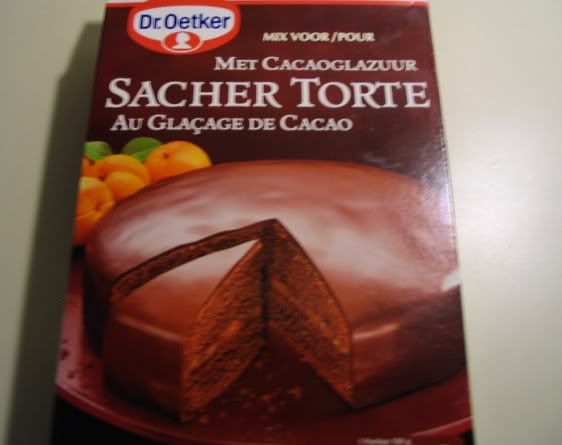 Dr. Oetker
MIX VOOR / POUR
MET CACAOGLAZUUR
SACHER TORTE
AU GLAÇAGE DE CACAO